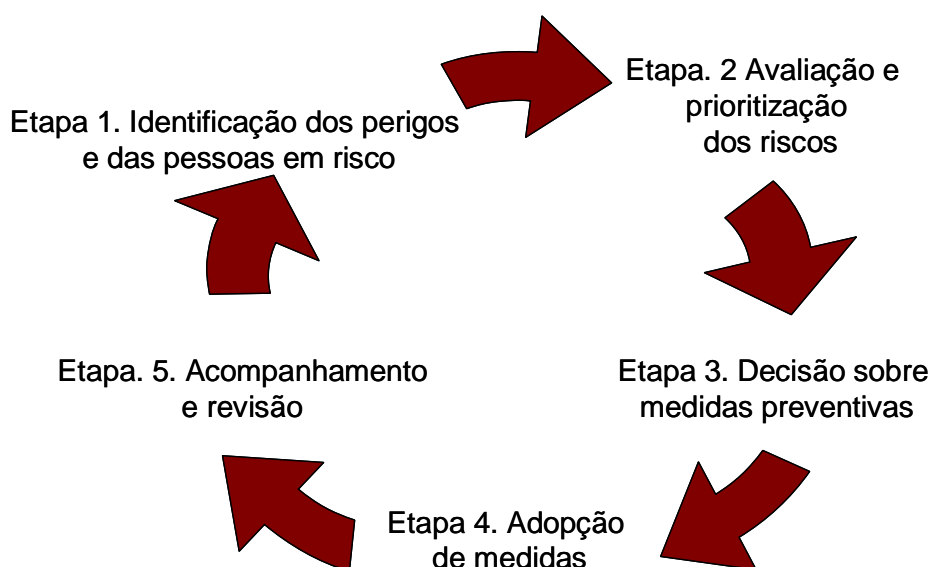 Etapa 1. Identificação dos perigos
e das pessoas em risco
Etapa. 2 Avaliação e
prioritização
dos riscos
Etapa 3. Decisão sobre
medidas preventivas
Etapa 4. Adopção
de medidas
Etapa. 5. Acompanhamento
e revisão